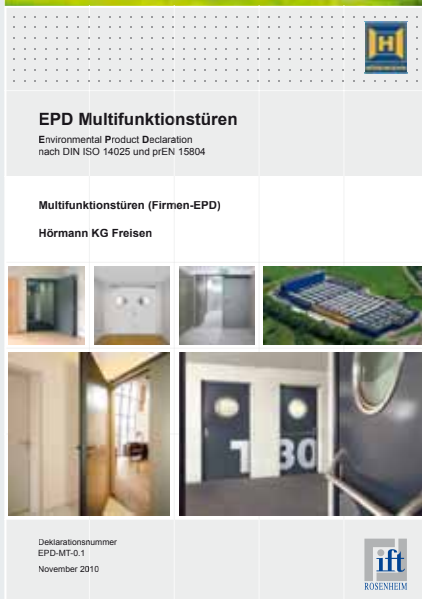 H
EPD Multifunktionstüren
Environmental Product Declaration
nach DIN ISO 14025 und prEN 15804
Multifunktionstüren (Firmen-EPD)
Hörmann KG Freisen
T 30
Deklarationsnummer
EPD-MT-0.1
November 2010
ift
ROSENHEIM